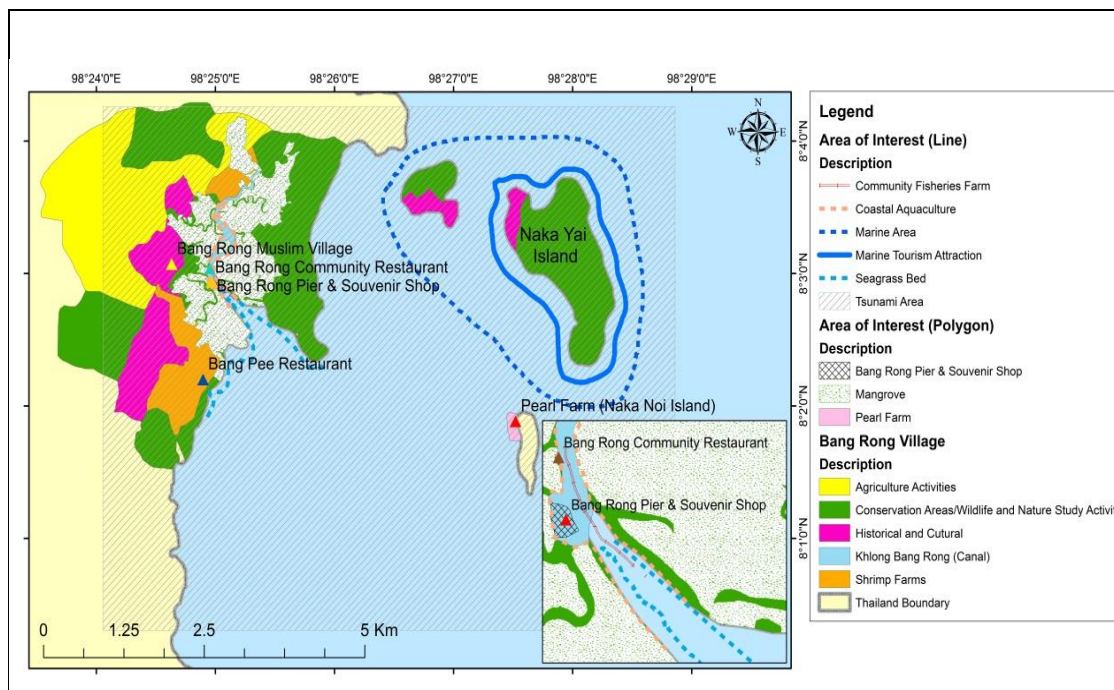 98°24'0"E 98°25'0"E 98°26'0"E 98°27'0"E 98°28'0"E 98°29'0"E
N
W E
S
8°4'0"N
8°3'0"N
8°2'0"N
8°1'0"N
Naka Yai
Island
Bang Rong Muslim Village
Bang Rong Community Restaurant
Bang Rong Pier & Souvenir Shop
Bang Pee Restaurant
Pearl Farm (Naka Noi Island)
Bang Rong Community Restaurant
Bang Rong Pier & Souvenir Shop
0 1.25 2.5 5 Km
Legend
Area of Interest (Line)
Description
Community Fisheries Farm
Coastal Aquaculture
Marine Area
Marine Tourism Attraction
Seagrass Bed
Tsunami Area
Area of Interest (Polygon)
Description
Bang Rong Pier & Souvenir Shop
Mangrove
Pearl Farm
Bang Rong Village
Description
Agriculture Activities
Conservation Areas/Wildlife and Nature Study Activit
Historical and Cutural
Khlong Bang Rong (Canal)
Shrimp Farms
Thailand Boundary